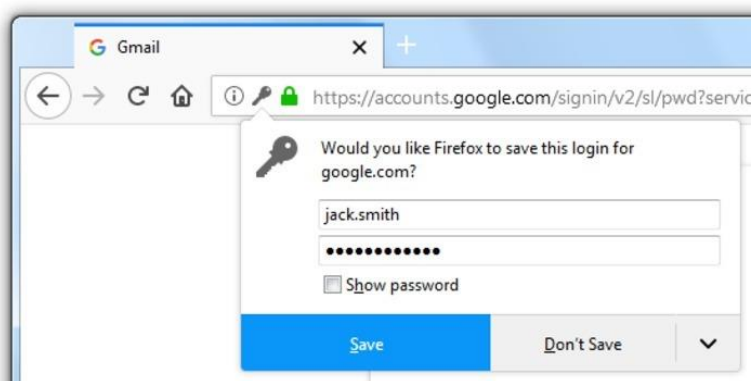 Gmail
https://accounts.google.com/signin/v2/sl/pwd?servic
Would you like Firefox to save this login for
google.com?
jack.smith
••••••••••••
Show password
Save
Don't Save